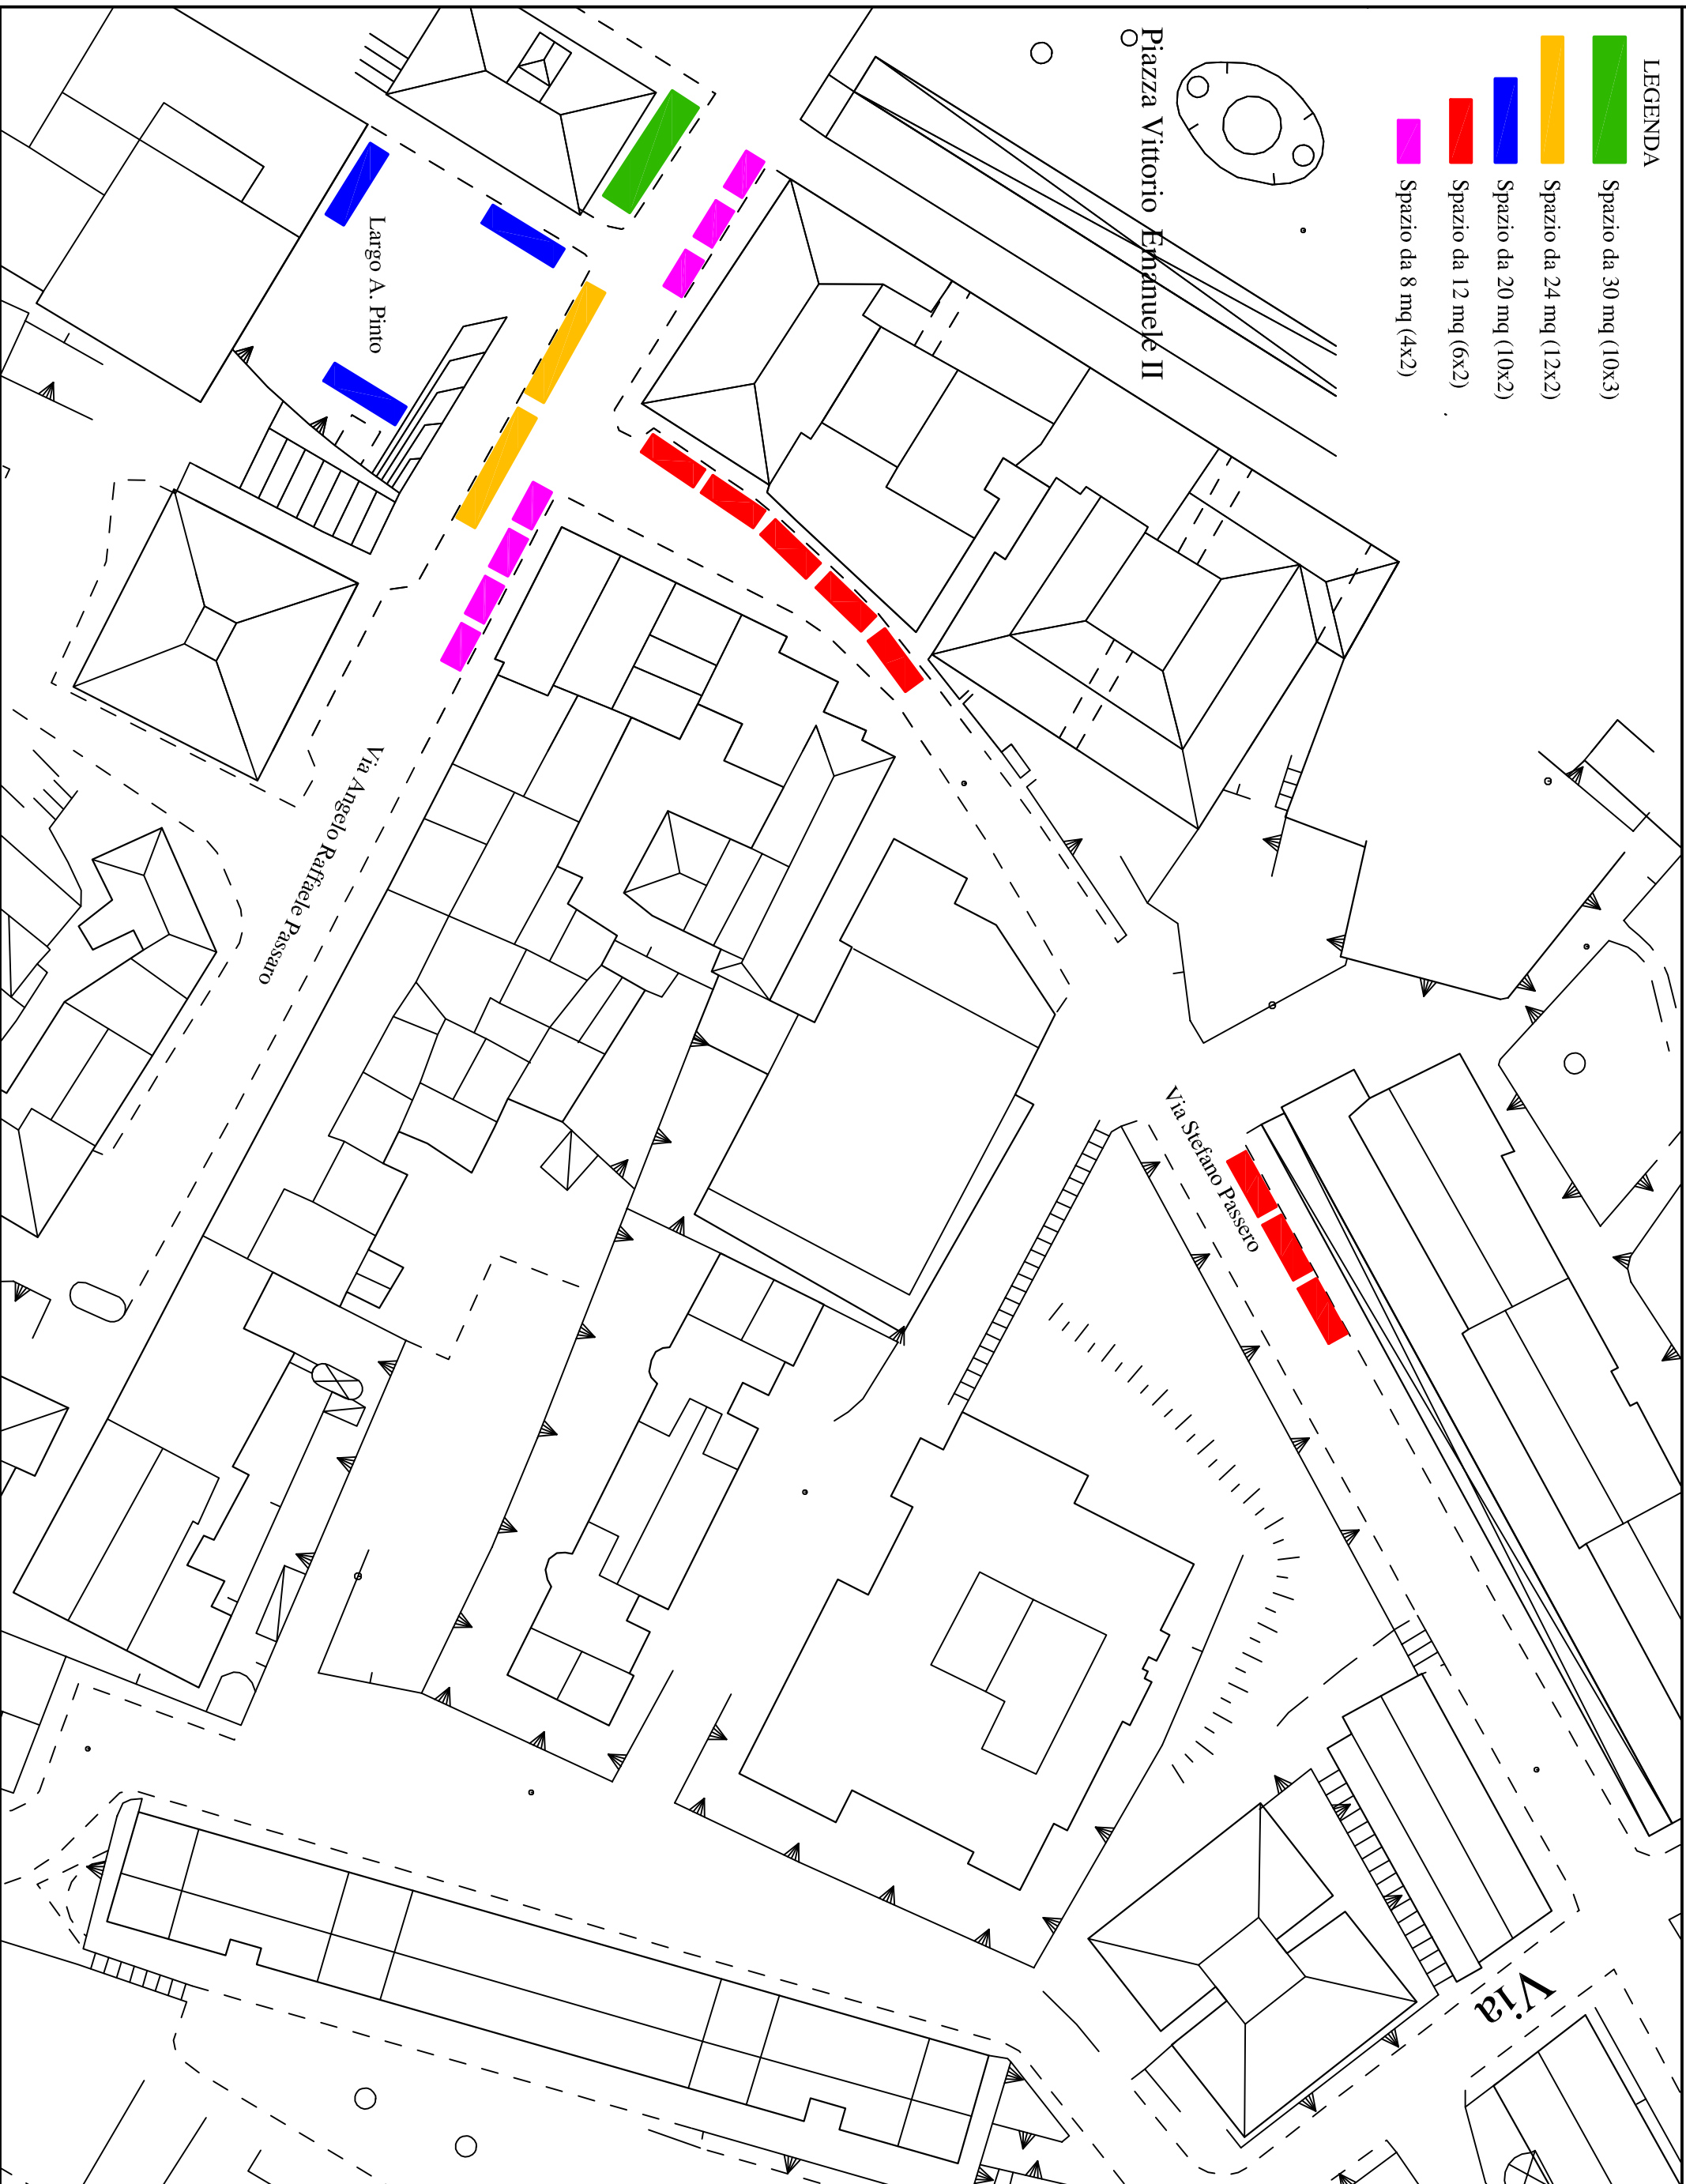 LEGENDA
Spazio da 30 mq (10x3)
Spazio da 24 mq (12x2)
Spazio da 20 mq (10x2)
Spazio da 12 mq (6x2)
Spazio da 8 mq (4x2)
Piazza Vittorio Emanuele II
Largo A. Pinto
Via Angelo Raffaele Passaro
Via Stefano Passero
Via